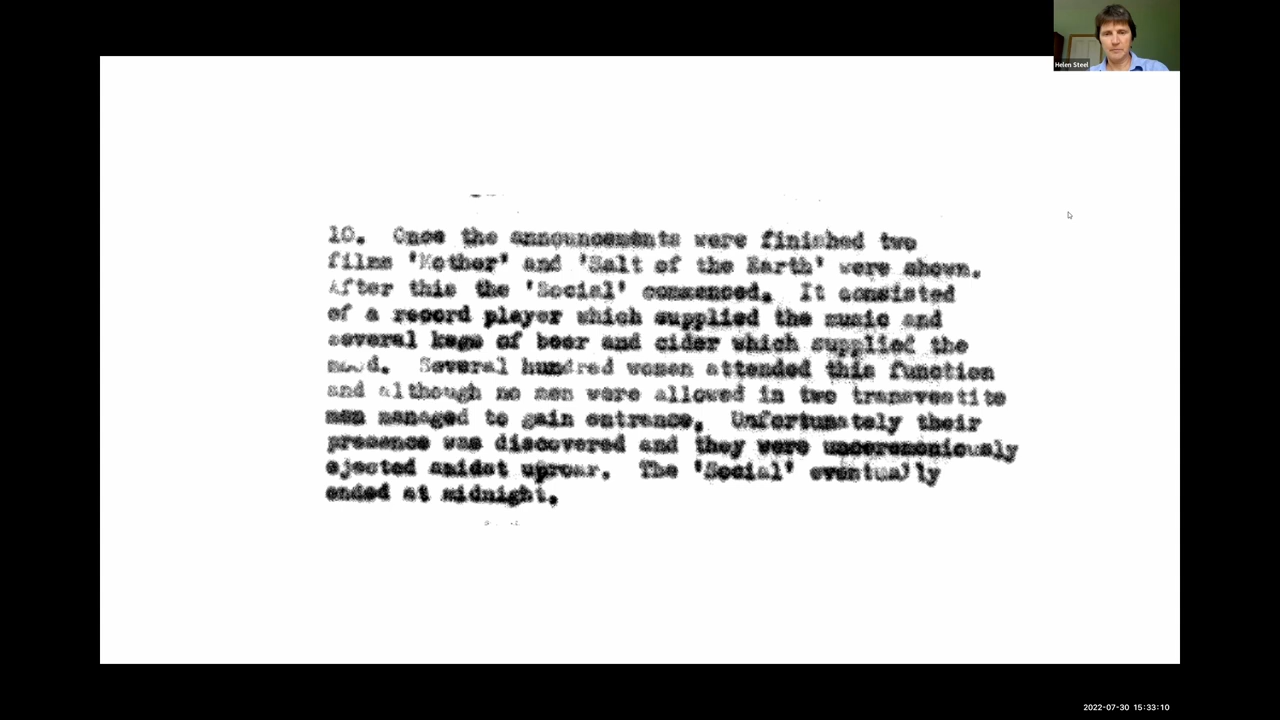 Helen Steel
10. Once the announcements were finished two
films 'Mother' and 'Salt of the Earth' were shown.
After this the 'Social' commenced. It consisted
of a record player which supplied the music and
several kegs of beer and cider which supplied the
mood. Several hundred women attended this function
and although no men were allowed in two transvestite
men managed to gain entrance. Unfortunately their
presence was discovered and they were unceremoniously
ejected amidst uproar. The 'Social' eventually
ended at midnight.
2022-07-30 15:33:10